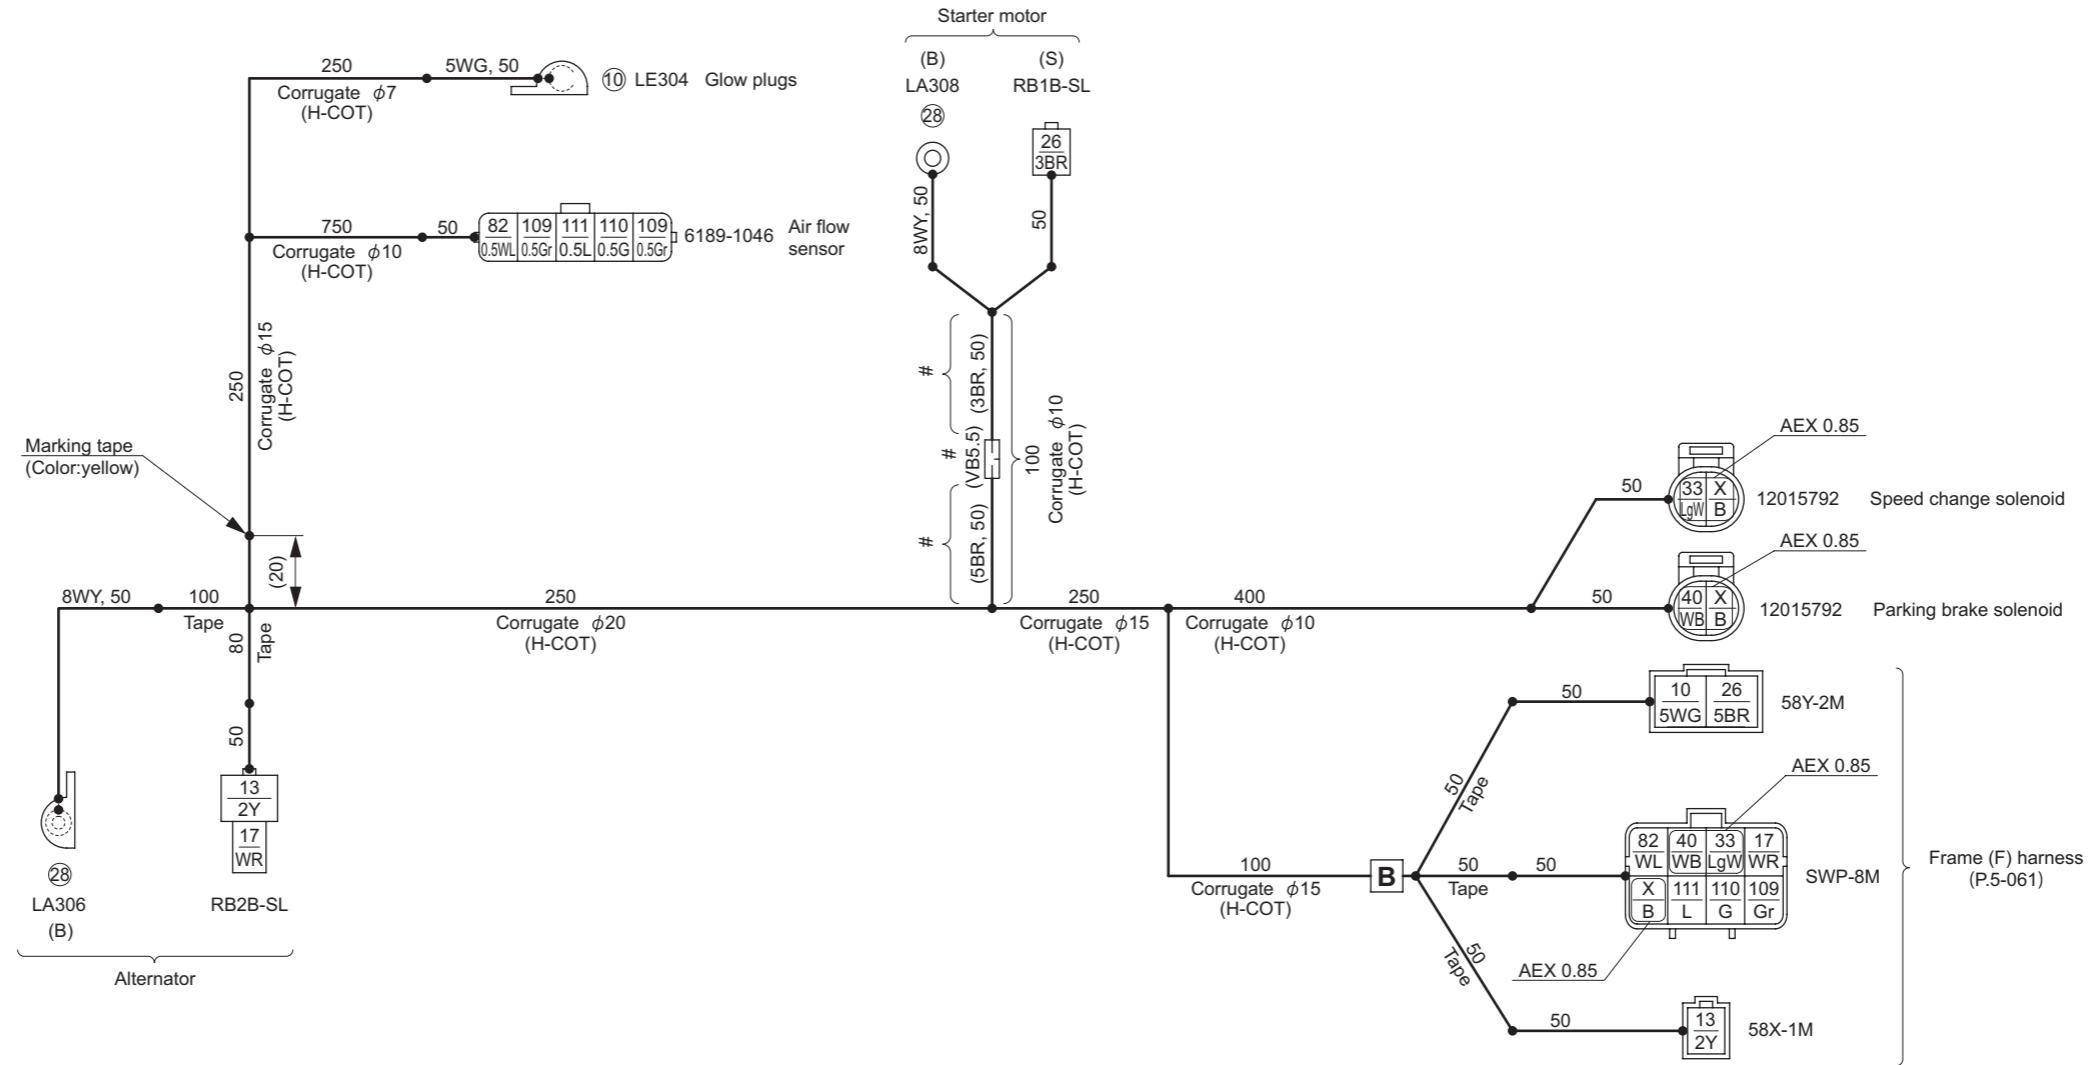 Starter motor
(B)
LA308
28
(S)
RB1B-SL
26
3BR
8WY, 50
50
250
Corrugate φ7
(H-COT)
5WG, 50
10 LE304 Glow plugs
750
Corrugate φ10
(H-COT)
50
82 109 111 110 109
0.5WL 0.5Gr 0.5L 0.5G 0.5Gr
6189-1046
Air flow
sensor
250
Corrugate φ15
(H-COT)
Marking tape
(Color:yellow)
(20)
#
(3BR, 50)
#
(VB5.5)
#
(5BR, 50)
100
Corrugate φ10
(H-COT)
8WY, 50
100
Tape
80
Tape
50
250
Corrugate φ20
(H-COT)
250
Corrugate φ15
(H-COT)
400
Corrugate φ10
(H-COT)
50
AEX 0.85
33 X
LgW B
12015792 Speed change solenoid
50
AEX 0.85
40 X
WB B
12015792 Parking brake solenoid
13
2Y
17
WR
RB2B-SL
28
LA306
(B)
Alternator
100
Corrugate φ15
(H-COT)
B
50
Tape
50
10 26
5WG 5BR
58Y-2M
50
Tape
50
AEX 0.85
82 40 33 17
WL WB LgW WR
X 111 110 109
B L G Gr
SWP-8M
AEX 0.85
50
Tape
50
13
2Y
58X-1M
Frame (F) harness
(P.5-061)